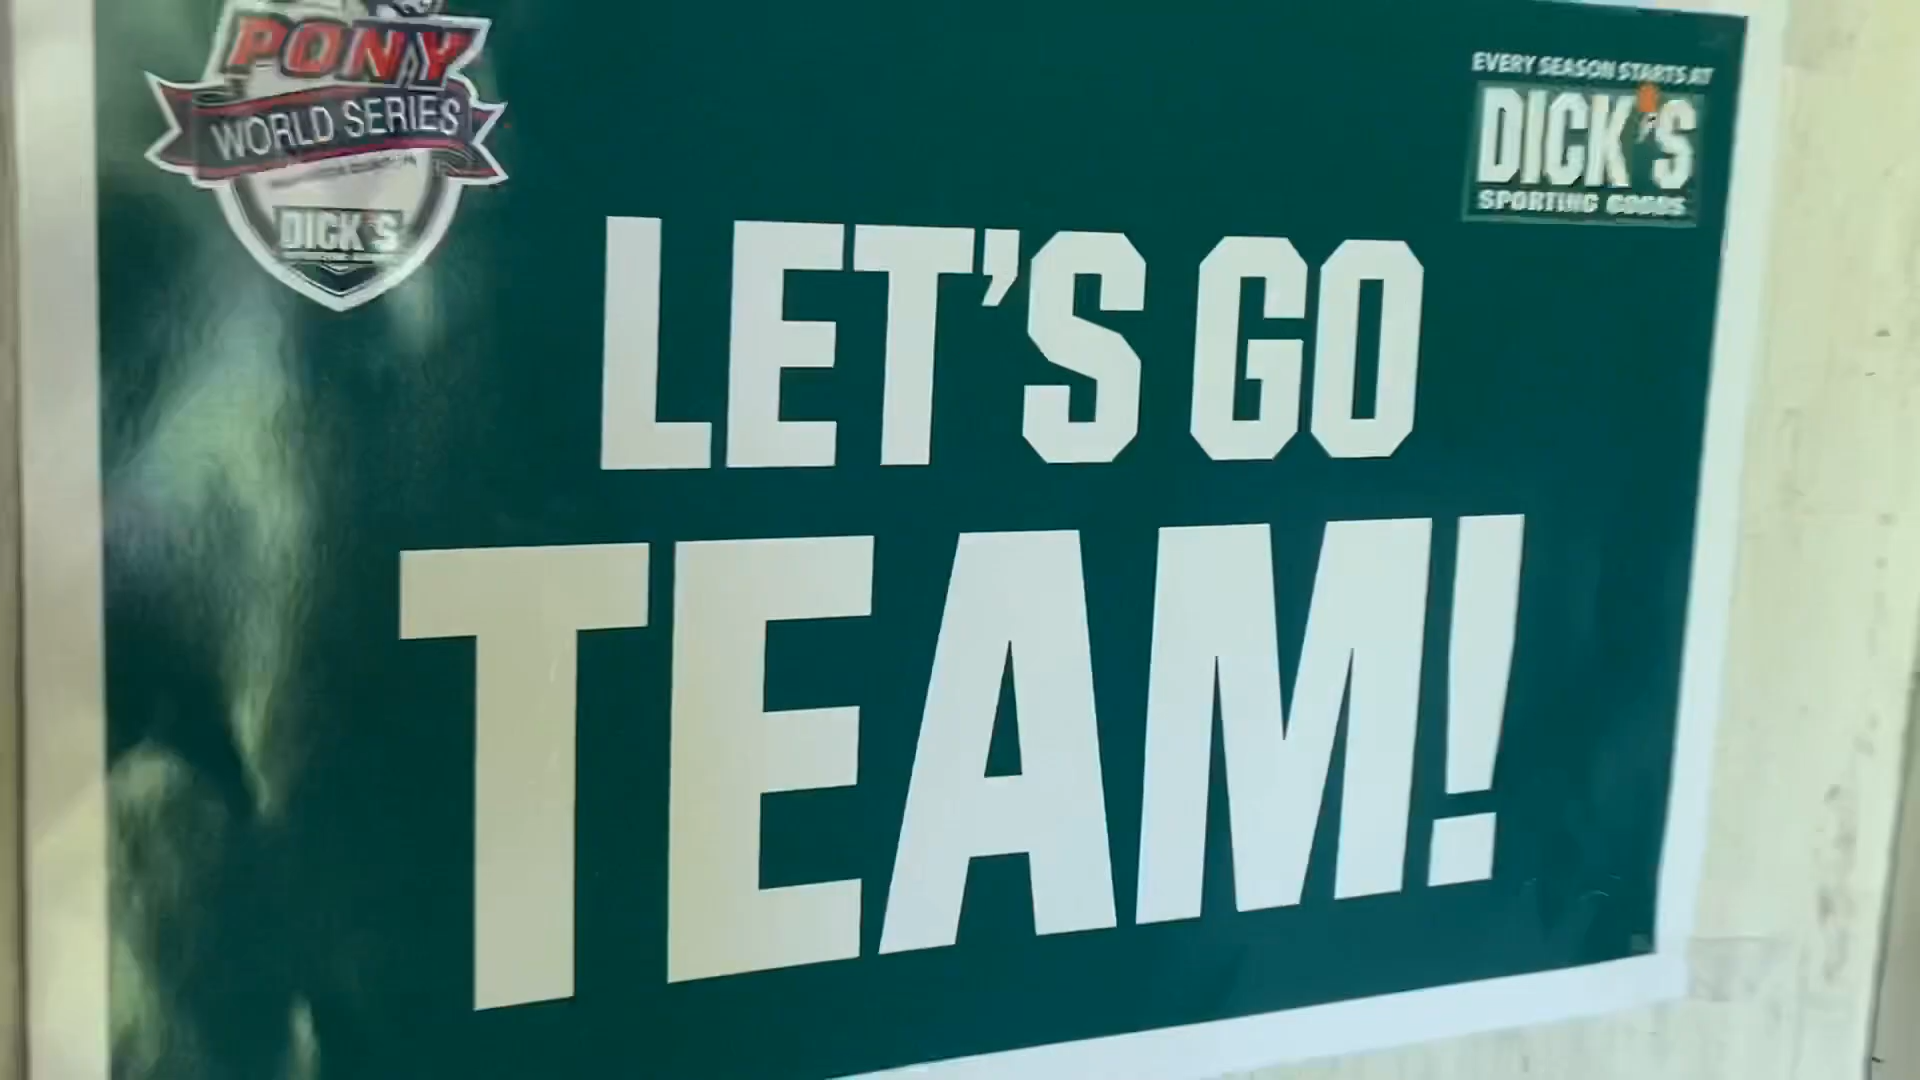 PONY
WORLD SERIES
DICK'S
EVERY SEASON STARTS AT
DICK'S
SPORTING GOODS
LET'S GO
TEAM!